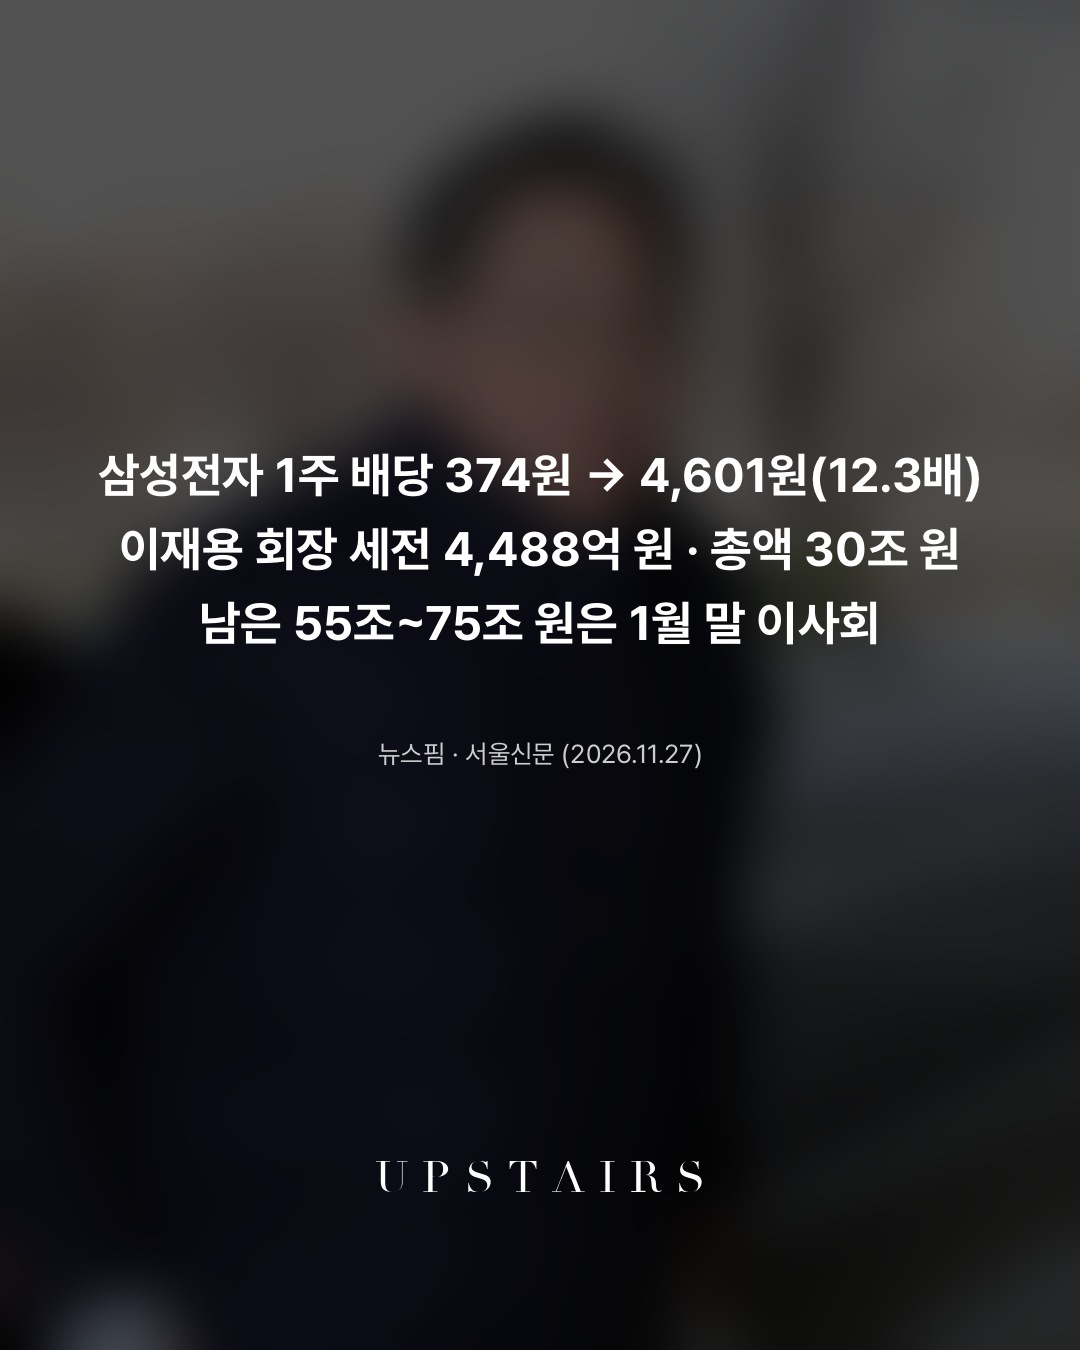 삼성전자 1주 배당 374원 → 4,601원(12.3배)
이재용 회장 세전 4,488억 원 · 총액 30조 원
남은 55조~75조 원은 1월 말 이사회
뉴스핌 · 서울신문 (2026.11.27)
UPSTAIRS